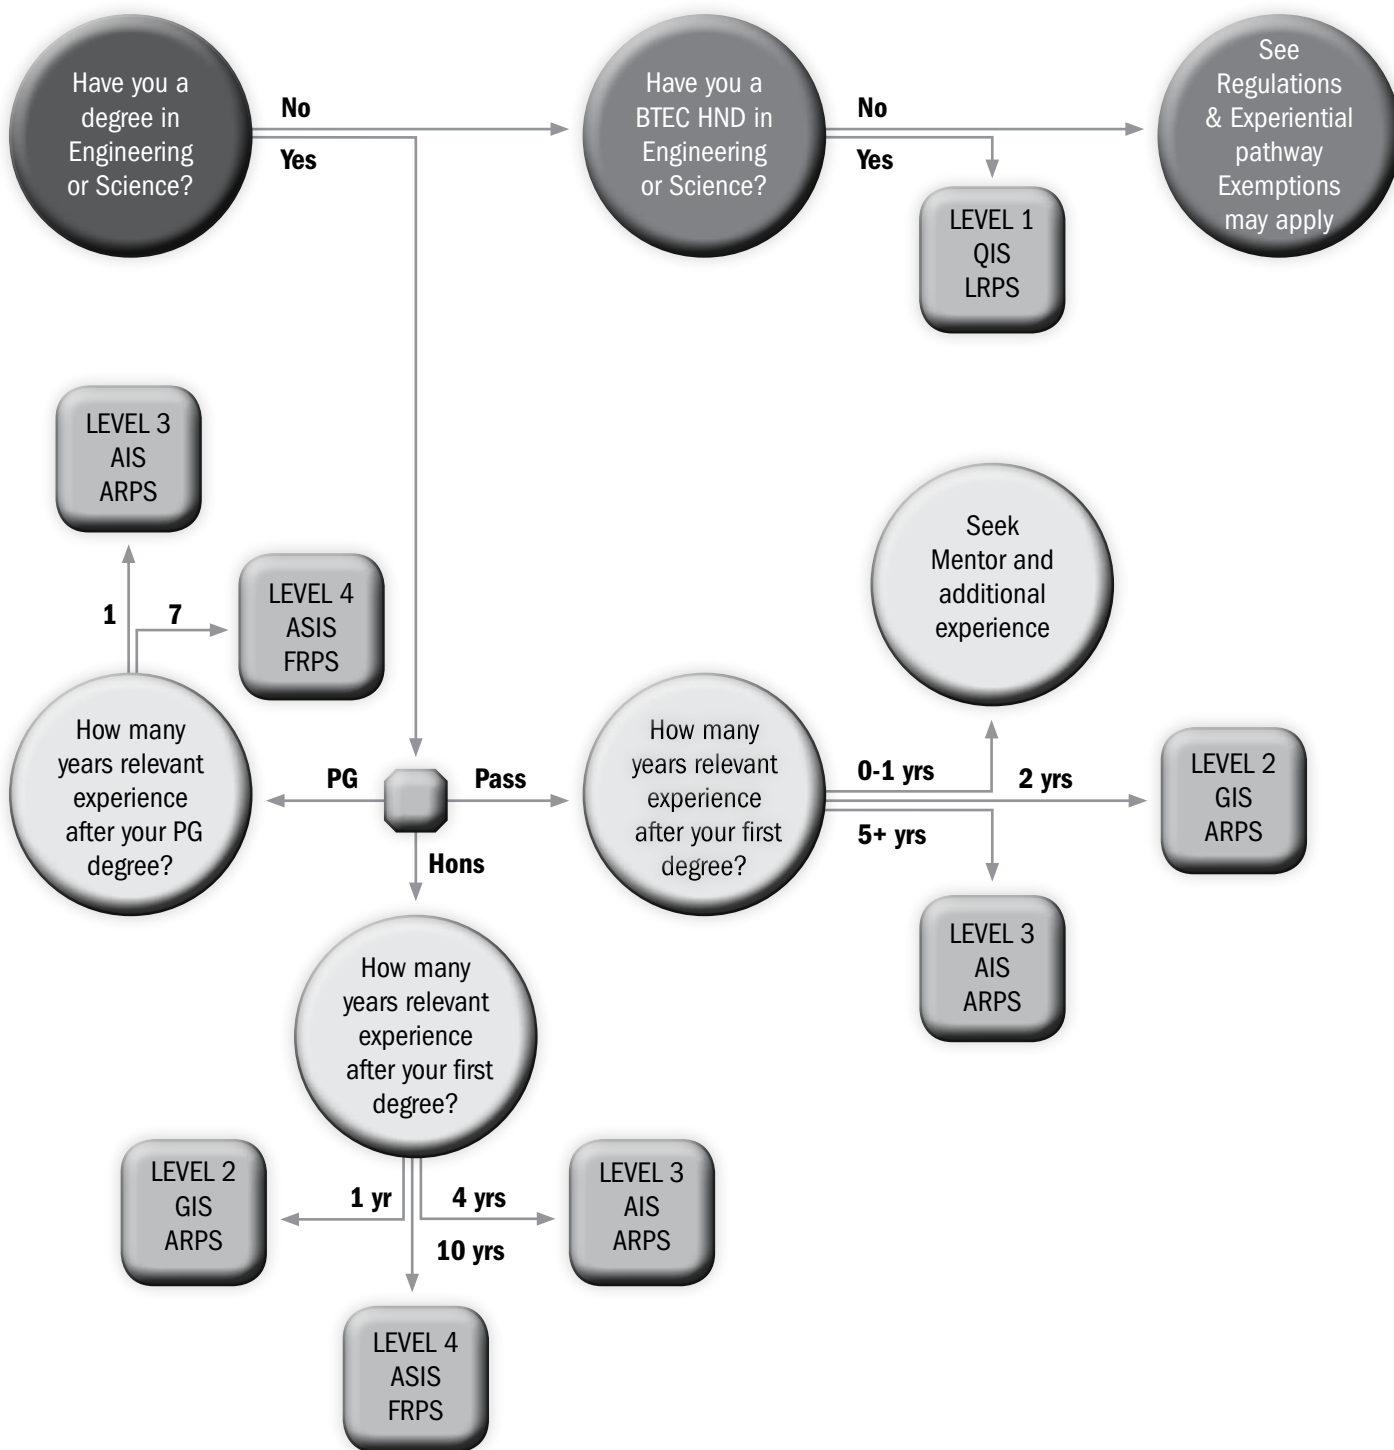 Have you a
degree in
Engineering
or Science?
No
Yes
Have you a
BTEC HND in
Engineering
or Science?
No
Yes
See
Regulations
& Experiential
pathway
Exemptions
may apply
LEVEL 1
QIS
LRPS
LEVEL 3
AIS
ARPS
1
7
LEVEL 4
ASIS
FRPS
How many
years relevant
experience
after your PG
degree?
PG
Pass
Hons
How many
years relevant
experience
after your first
degree?
Seek
Mentor and
additional
experience
0-1 yrs
2 yrs
5+ yrs
LEVEL 2
GIS
ARPS
LEVEL 3
AIS
ARPS
How many
years relevant
experience
after your first
degree?
1 yr
4 yrs
10 yrs
LEVEL 2
GIS
ARPS
LEVEL 3
AIS
ARPS
LEVEL 4
ASIS
FRPS